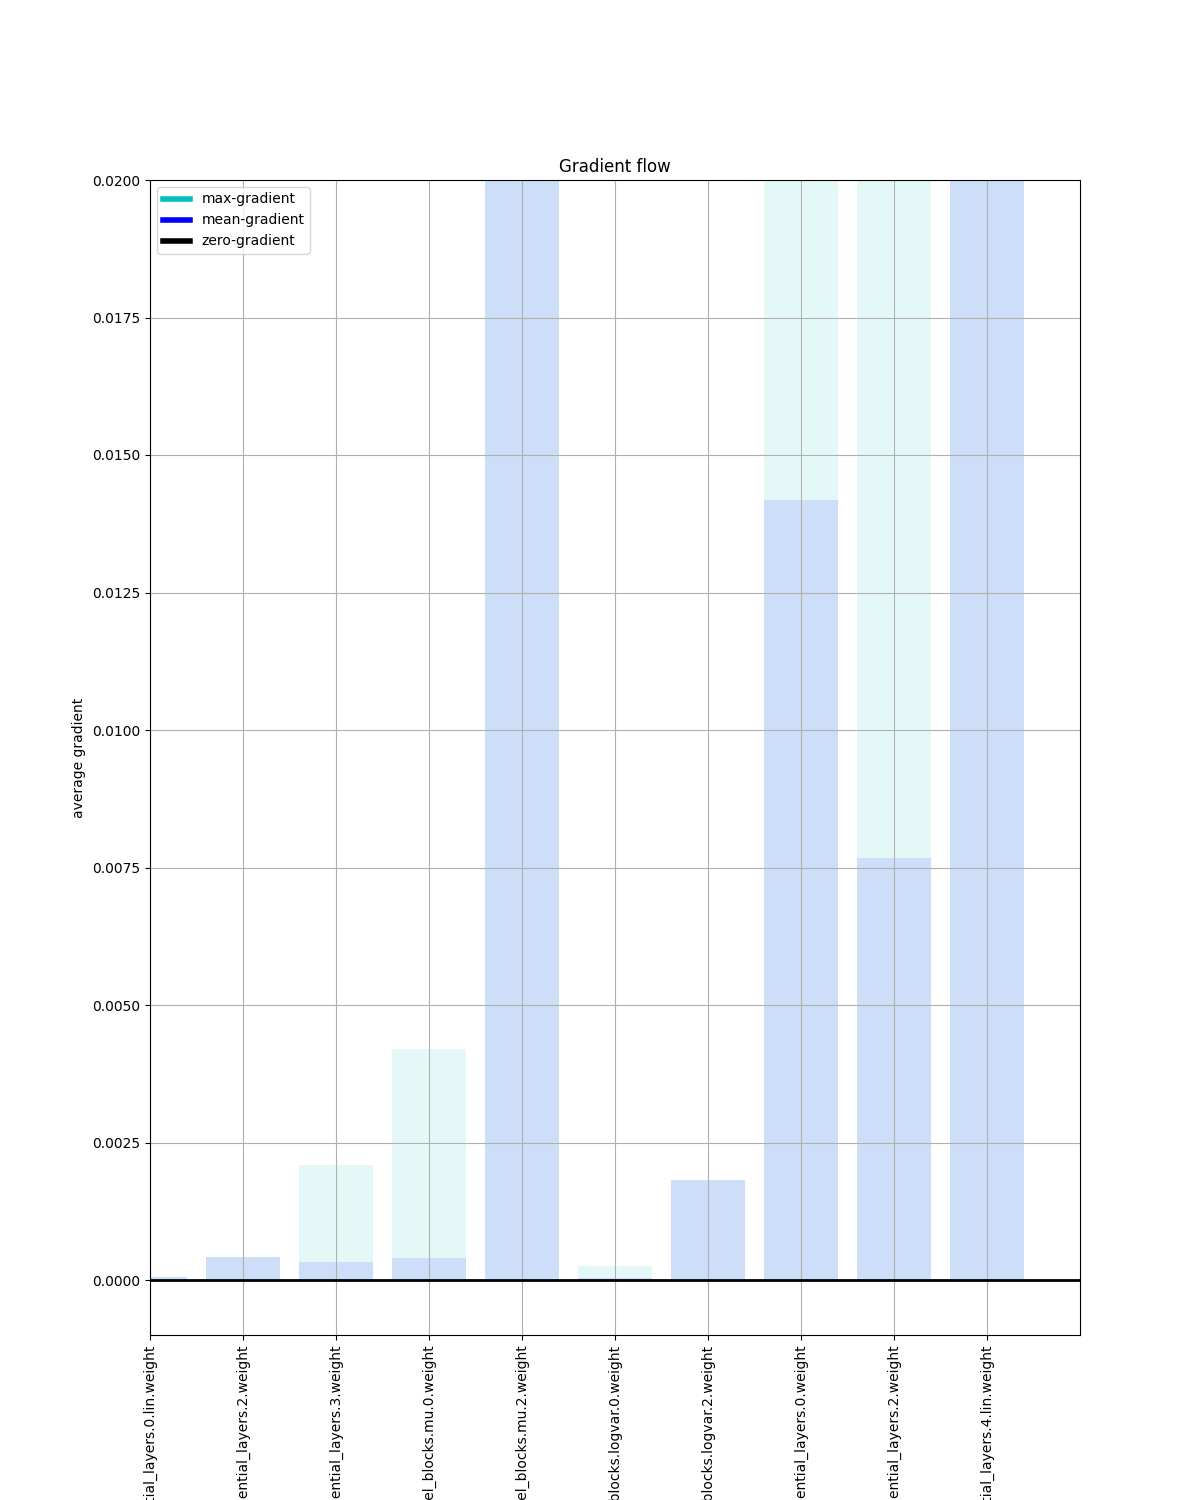 Gradient flow
max-gradient
mean-gradient
zero-gradient
average gradient
0.0200
0.0175
0.0150
0.0125
0.0100
0.0075
0.0050
0.0025
0.0000
tial_layers.0.lin.weight
ential_layers.2.weight
ential_layers.3.weight
el_blocks.mu.0.weight
el_blocks.mu.2.weight
blocks.logvar.0.weight
blocks.logvar.2.weight
ential_layers.0.weight
ential_layers.2.weight
tial_layers.4.lin.weight